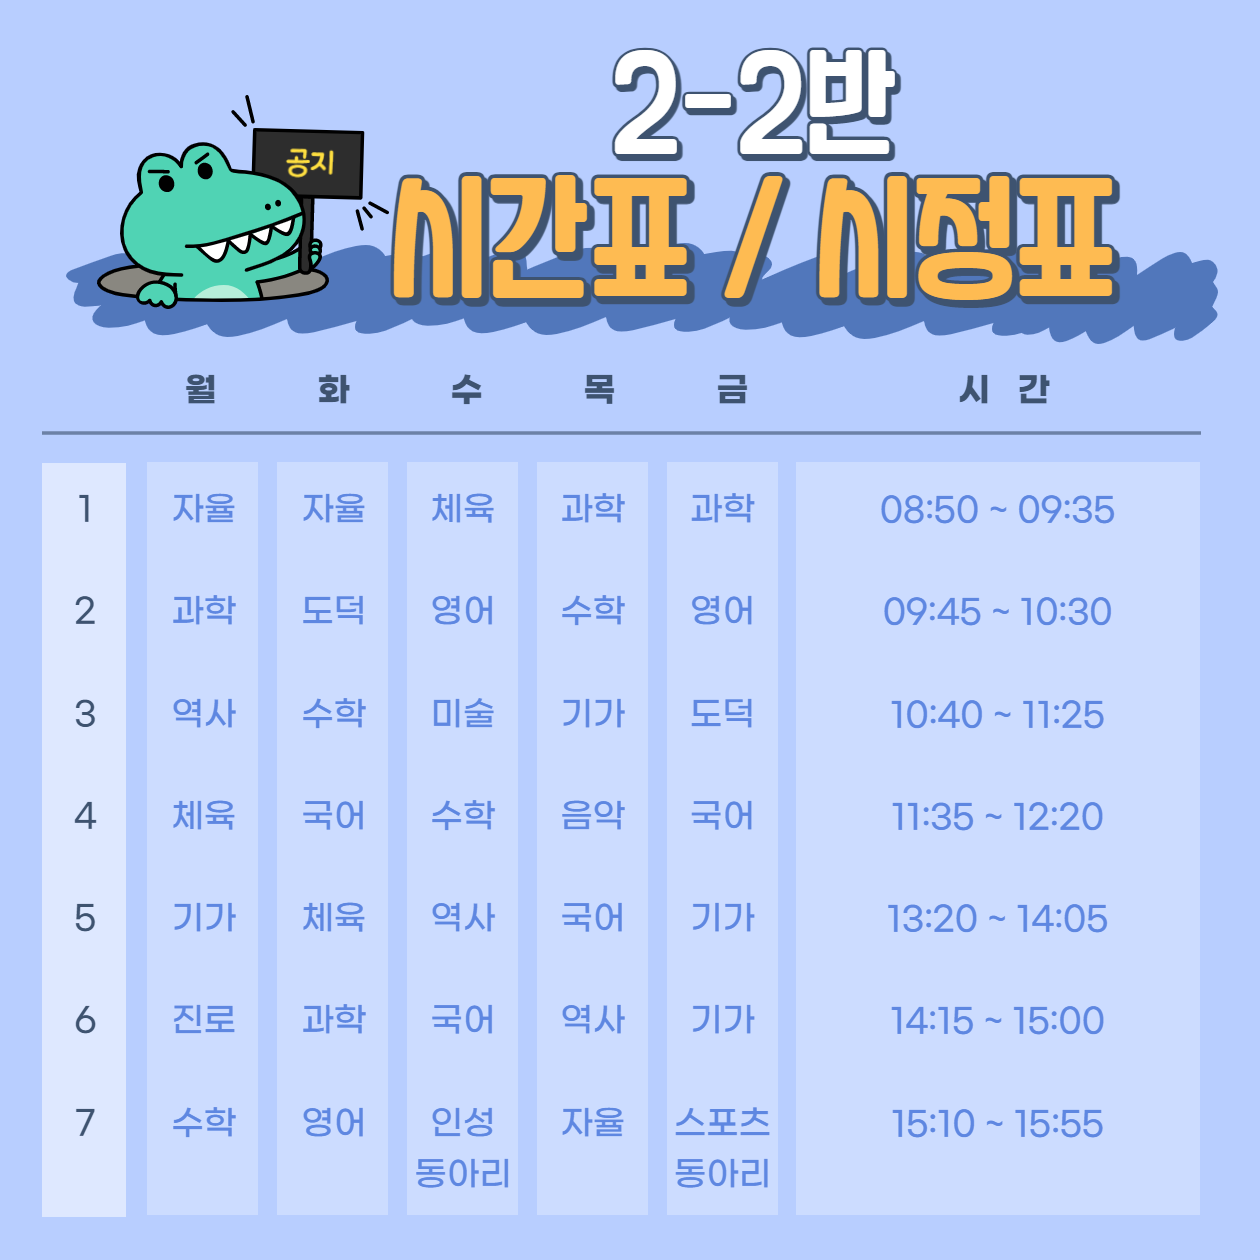 2-2반
공지
시간표 / 시정표
월 화 수 목 금 시 간
1 자율 자율 체육 과학 과학 08:50 ~ 09:35
2 과학 도덕 영어 수학 영어 09:45 ~ 10:30
3 역사 수학 미술 기가 도덕 10:40 ~ 11:25
4 체육 국어 수학 음악 국어 11:35 ~ 12:20
5 기가 체육 역사 국어 기가 13:20 ~ 14:05
6 진로 과학 국어 역사 기가 14:15 ~ 15:00
7 수학 영어 인성 자율 스포츠 15:10 ~ 15:55
동아리 동아리